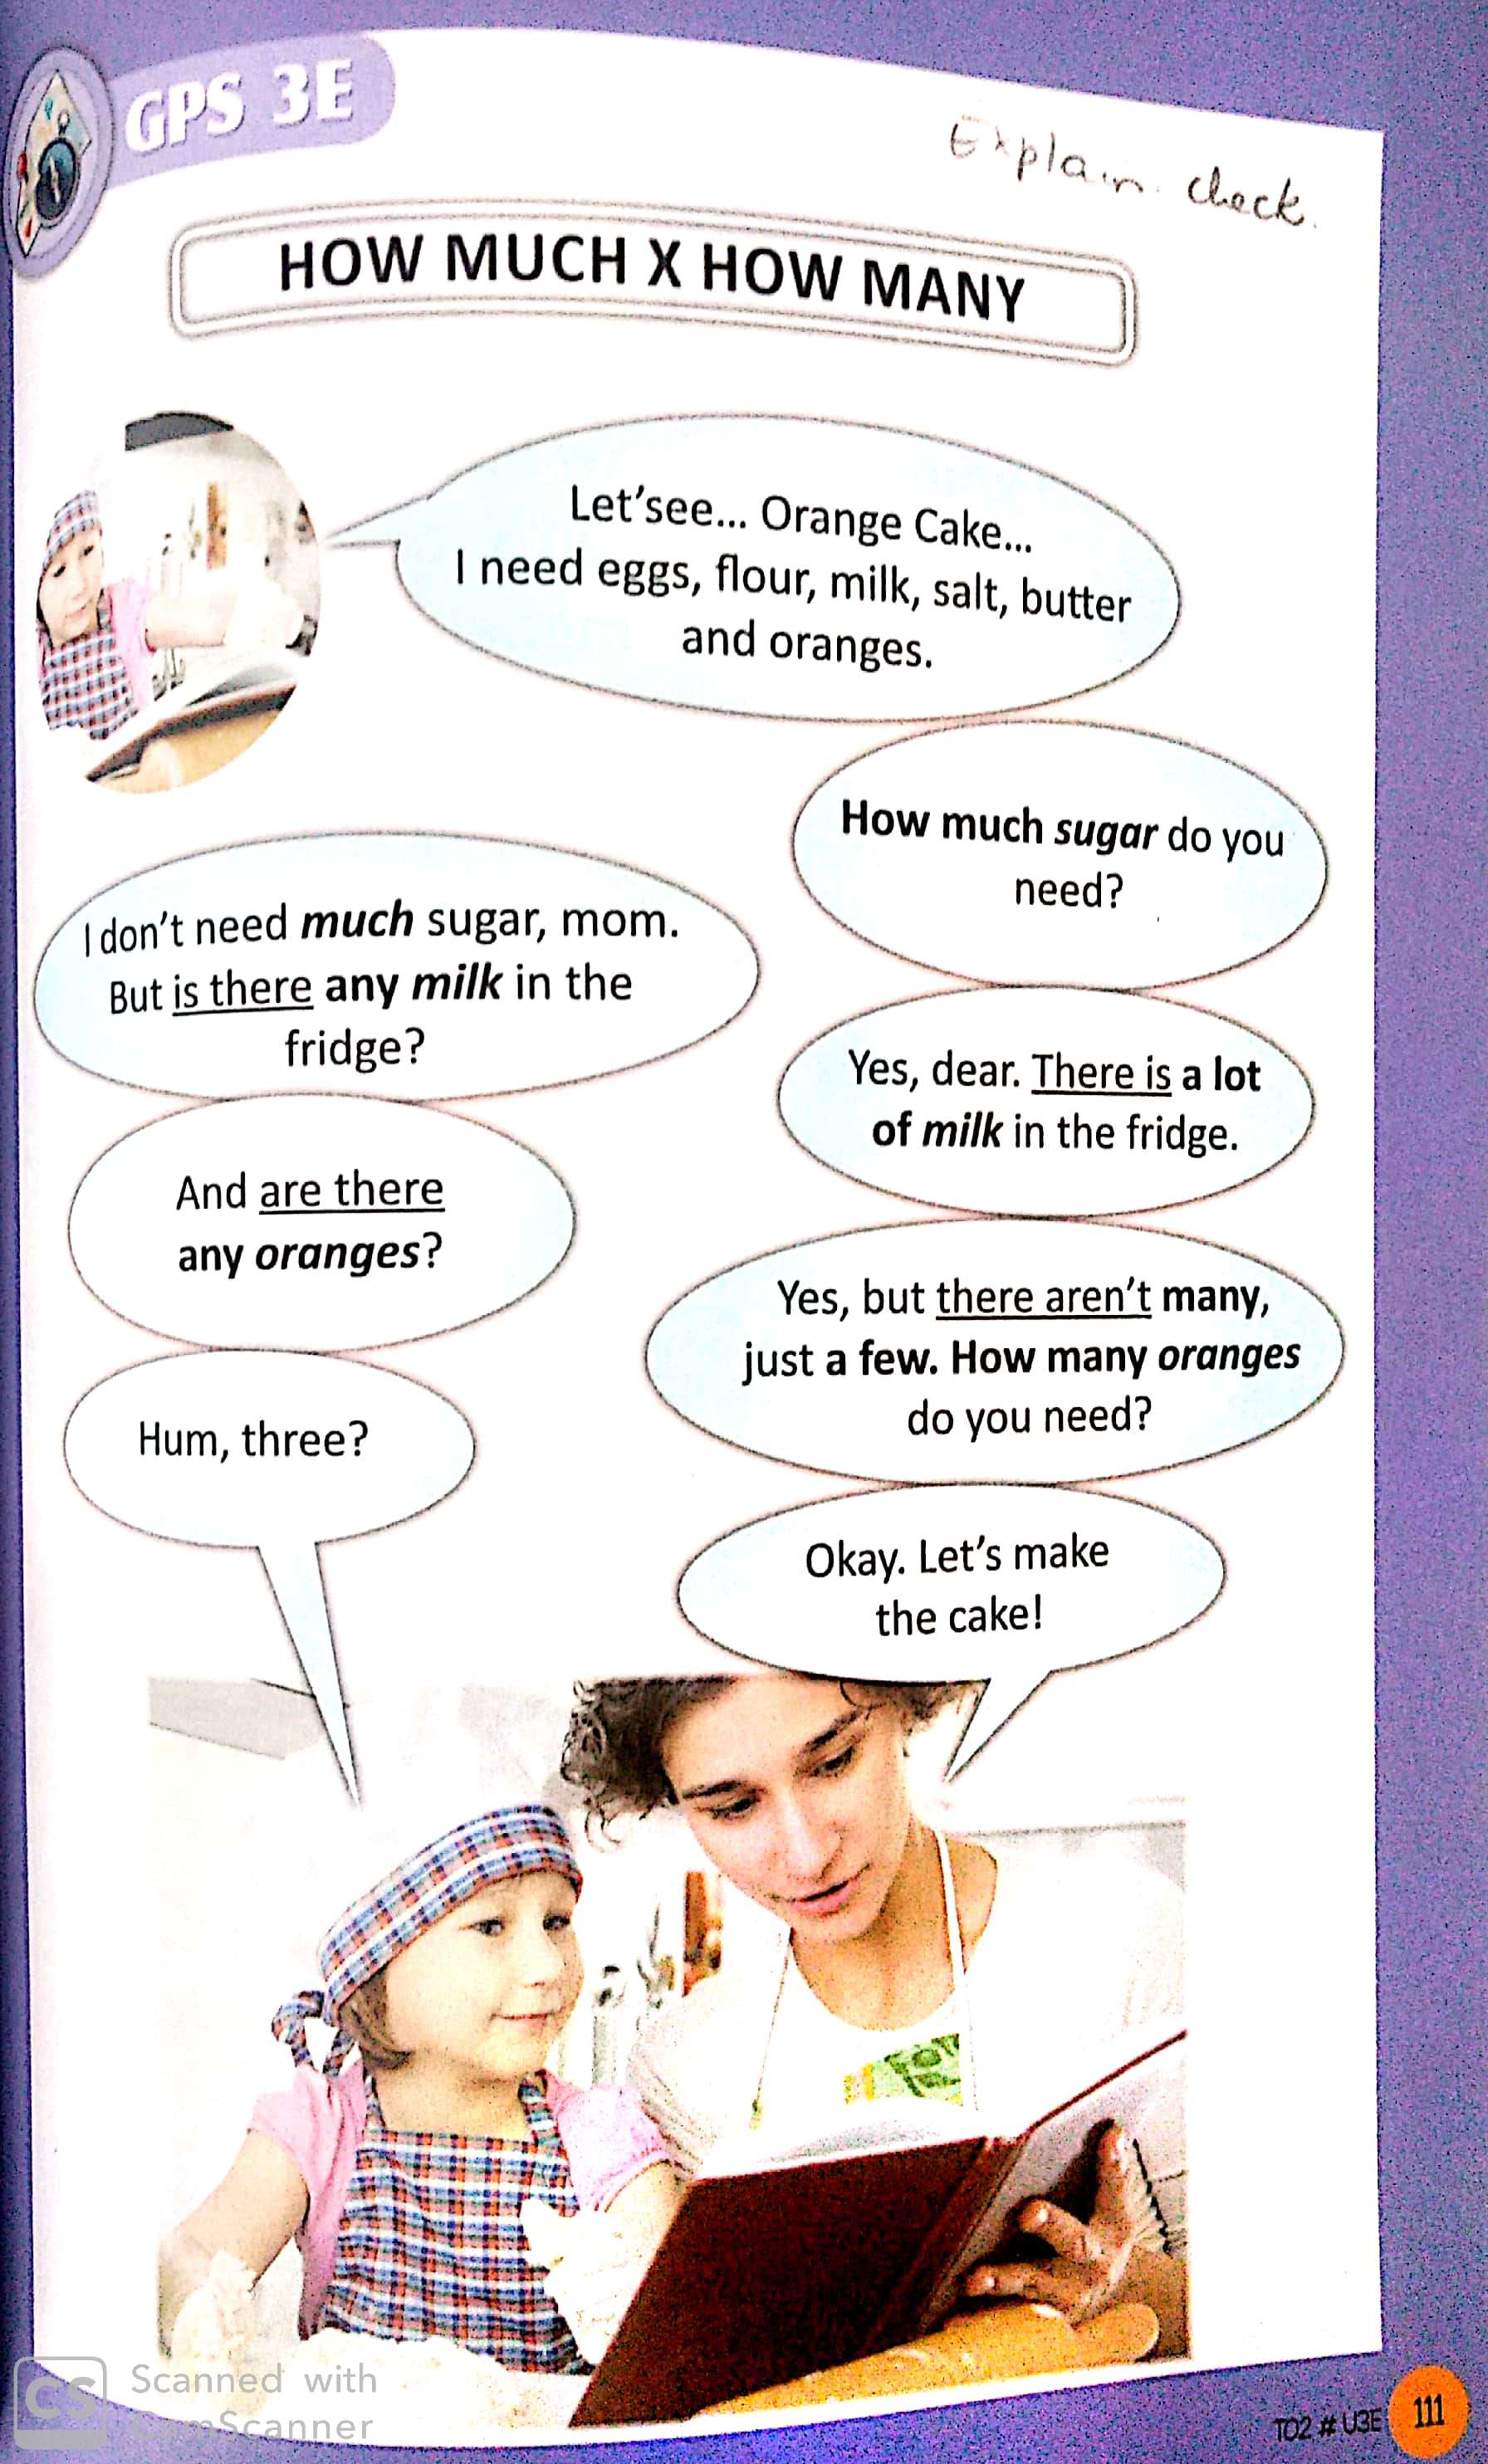 GPS 3E
Explain check.
HOW MUCH X HOW MANY
Let'see... Orange Cake...
I need eggs, flour, milk, salt, butter
and oranges.
How much sugar do you
need?
I don't need much sugar, mom.
But is there any milk in the
fridge?
Yes, dear. There is a lot
of milk in the fridge.
And are there
any oranges?
Yes, but there aren't many,
just a few. How many oranges
do you need?
Hum, three?
Okay. Let's make
the cake!
CS
Scanned with
CamScanner
TO2 # U3E 111